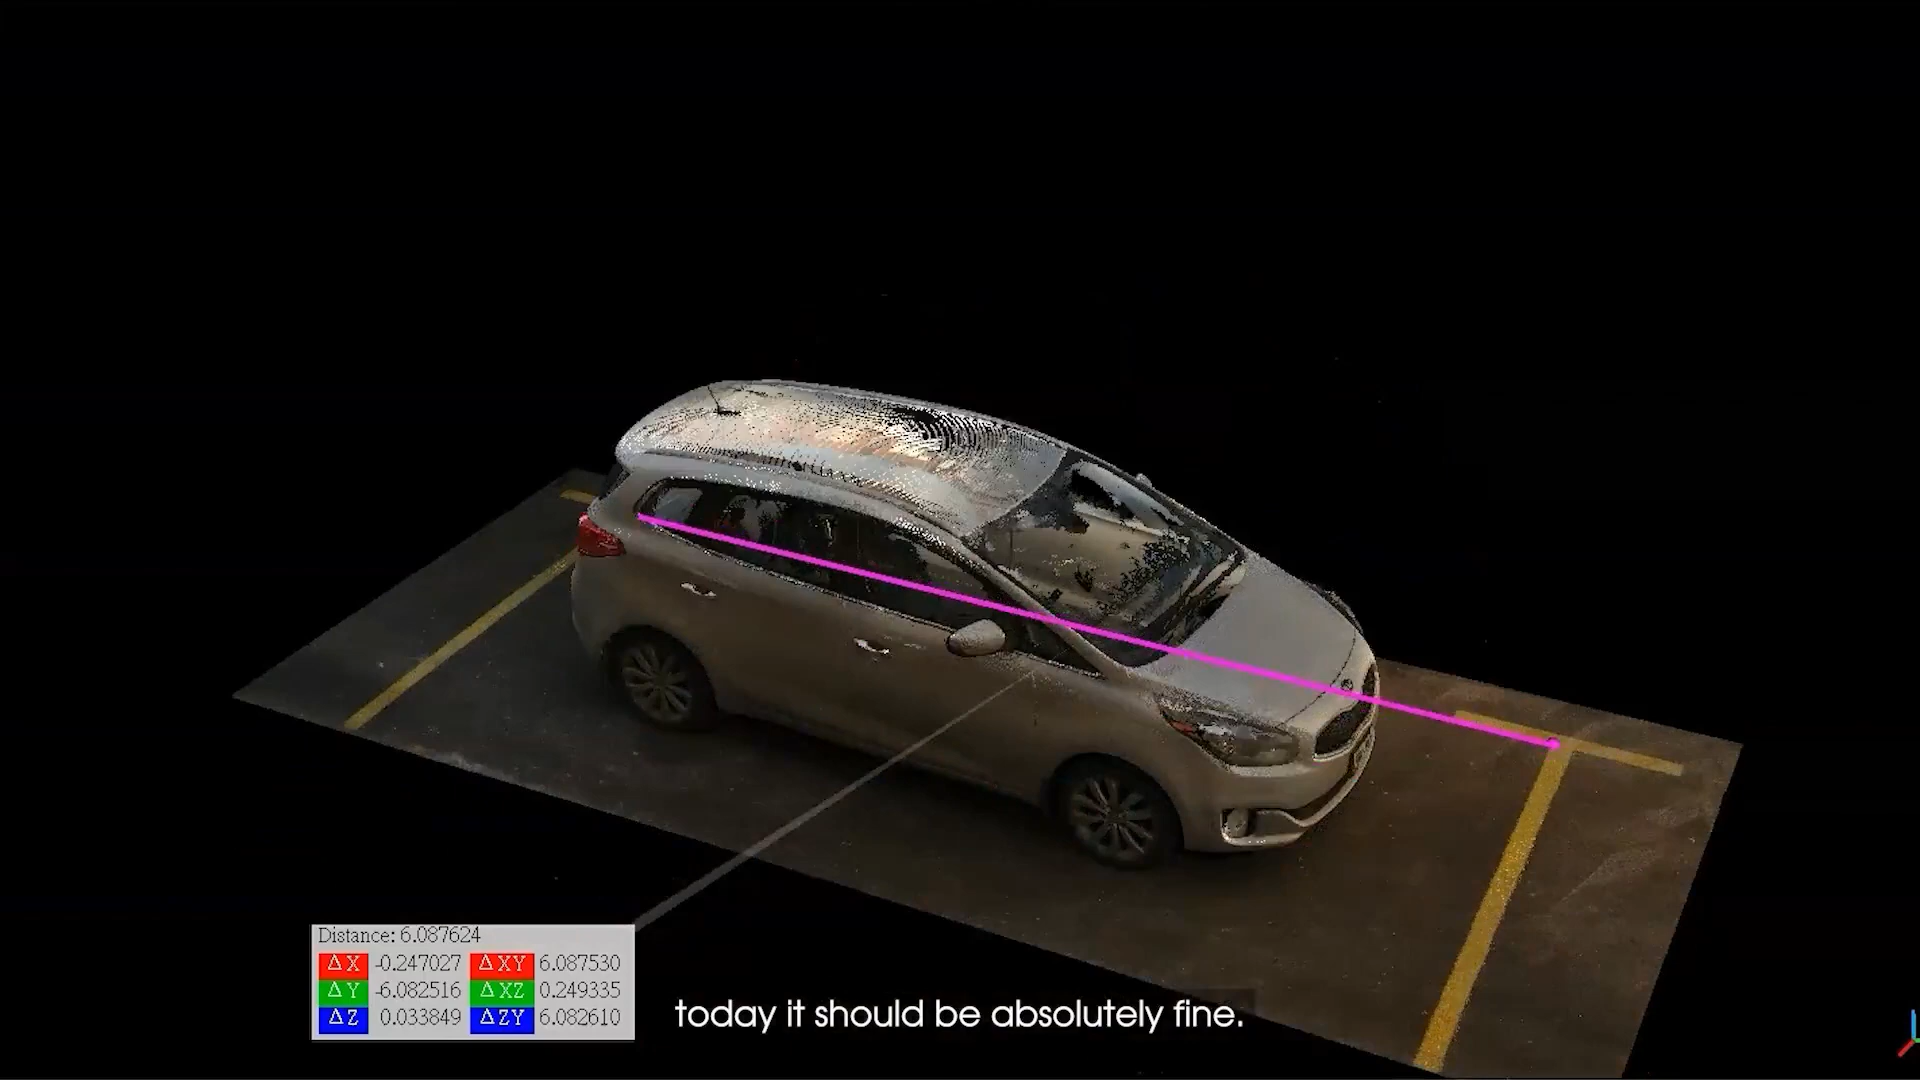 Distance: 6.087624
ΔX -0.247027 ΔXY 6.087530
ΔY -6.082516 ΔXZ 0.249335
ΔZ 0.033849 ΔZY 6.082610
today it should be absolutely fine.